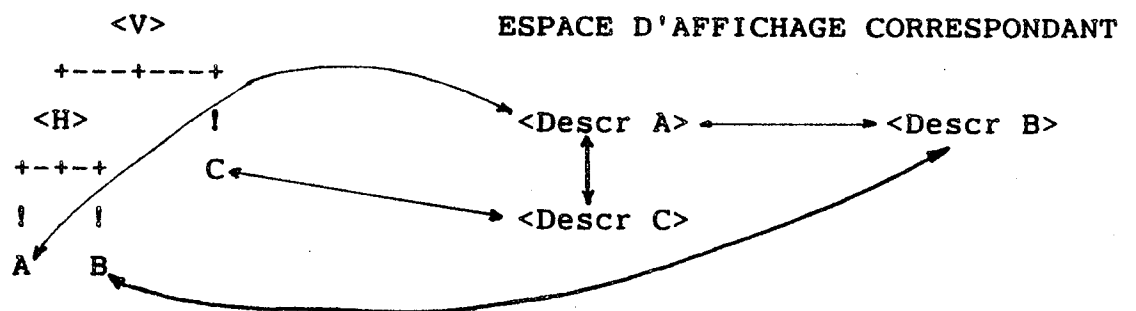 <V> ESPACE D'AFFICHAGE CORRESPONDANT
+---+---+
<H> ! <Descr A> <Descr B>
+-+-+ C
! ! <Descr C>
A B